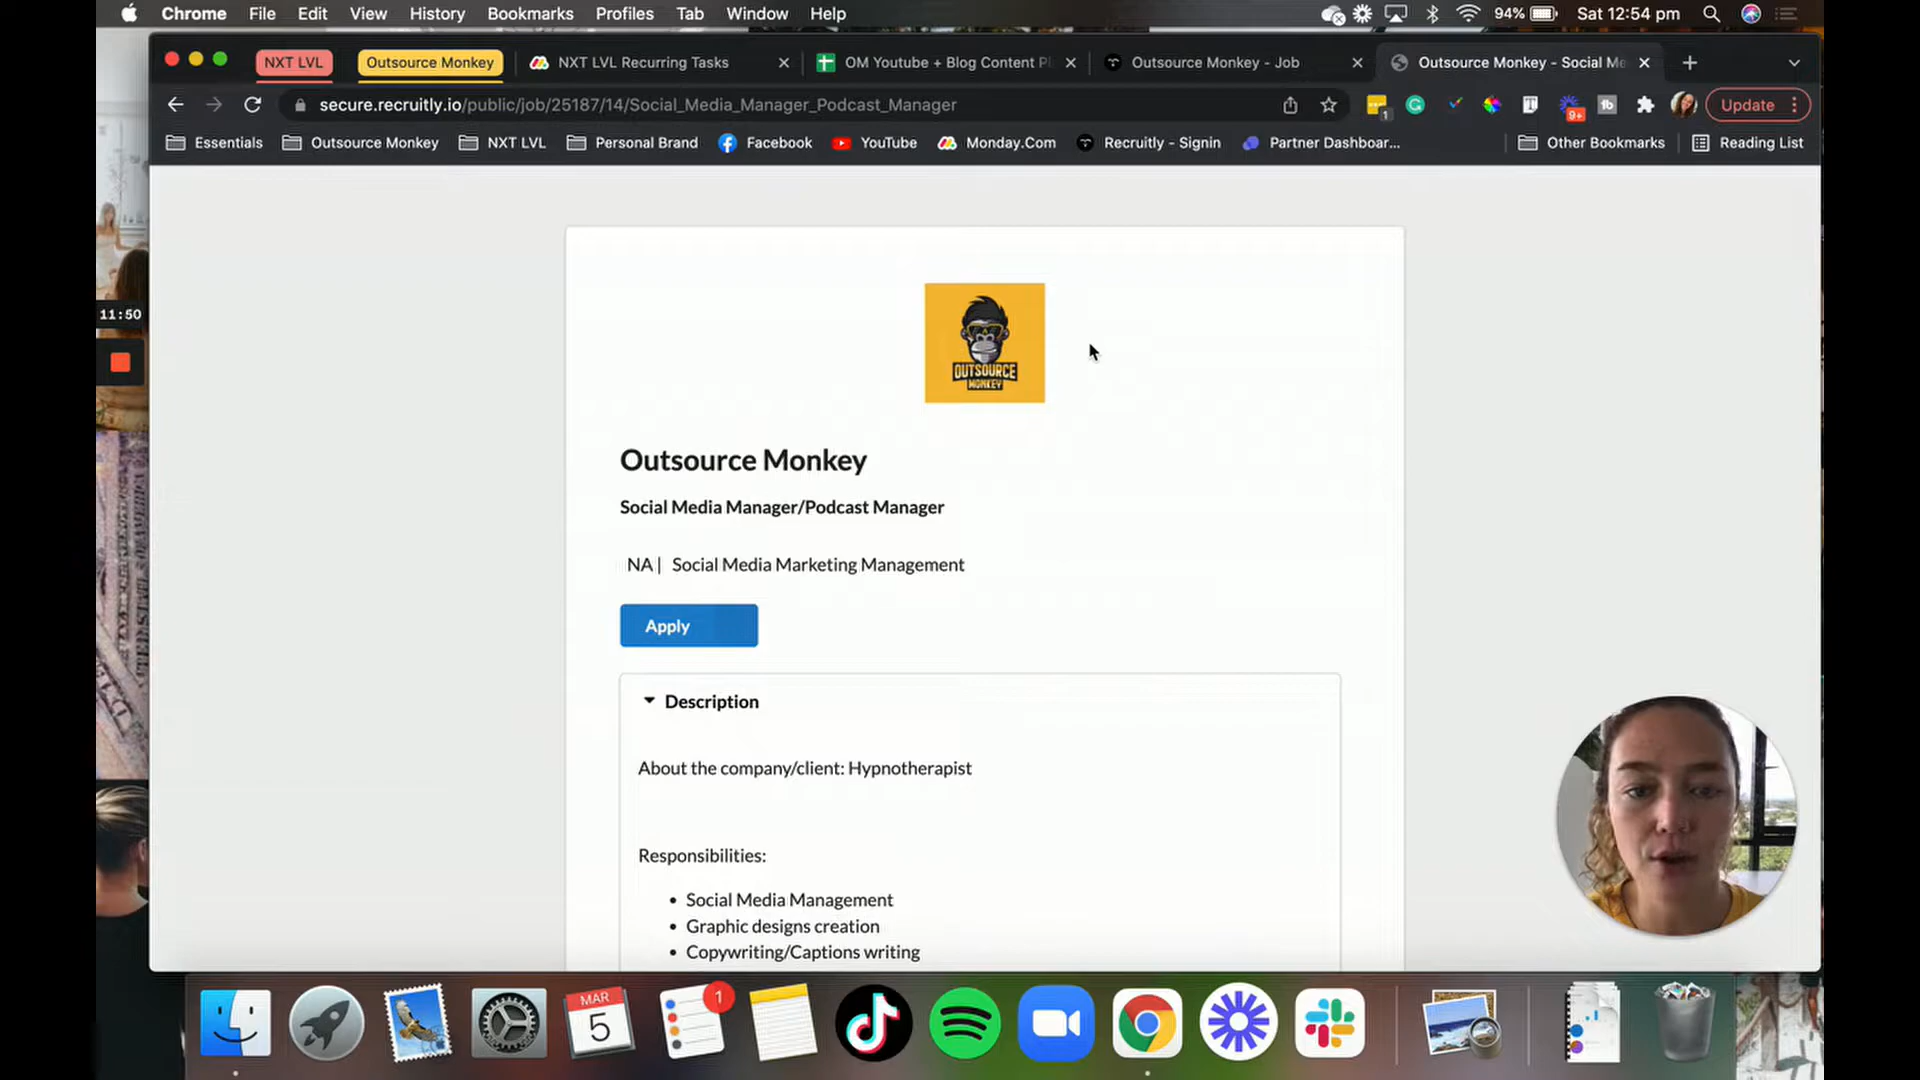 Chrome File Edit View History Bookmarks Profiles Tab Window Help 94% Sat 12:54 pm
NXT LVL Outsource Monkey NXT LVL Recurring Tasks OM Youtube + Blog Content Pl Outsource Monkey - Job Outsource Monkey - Social Me
secure.recruitly.io/public/job/25187/14/Social_Media_Manager_Podcast_Manager 1 9+ Update
Essentials Outsource Monkey NXT LVL Personal Brand Facebook YouTube Monday.Com Recruitly - Signin Partner Dashboar... Other Bookmarks Reading List
11:50
OUTSOURCE
MONKEY
Outsource Monkey
Social Media Manager/Podcast Manager
NA | Social Media Marketing Management
Apply
Description
About the company/client: Hypnotherapist
Responsibilities:
• Social Media Management
• Graphic designs creation
• Copywriting/Captions writing
MAR
5
1